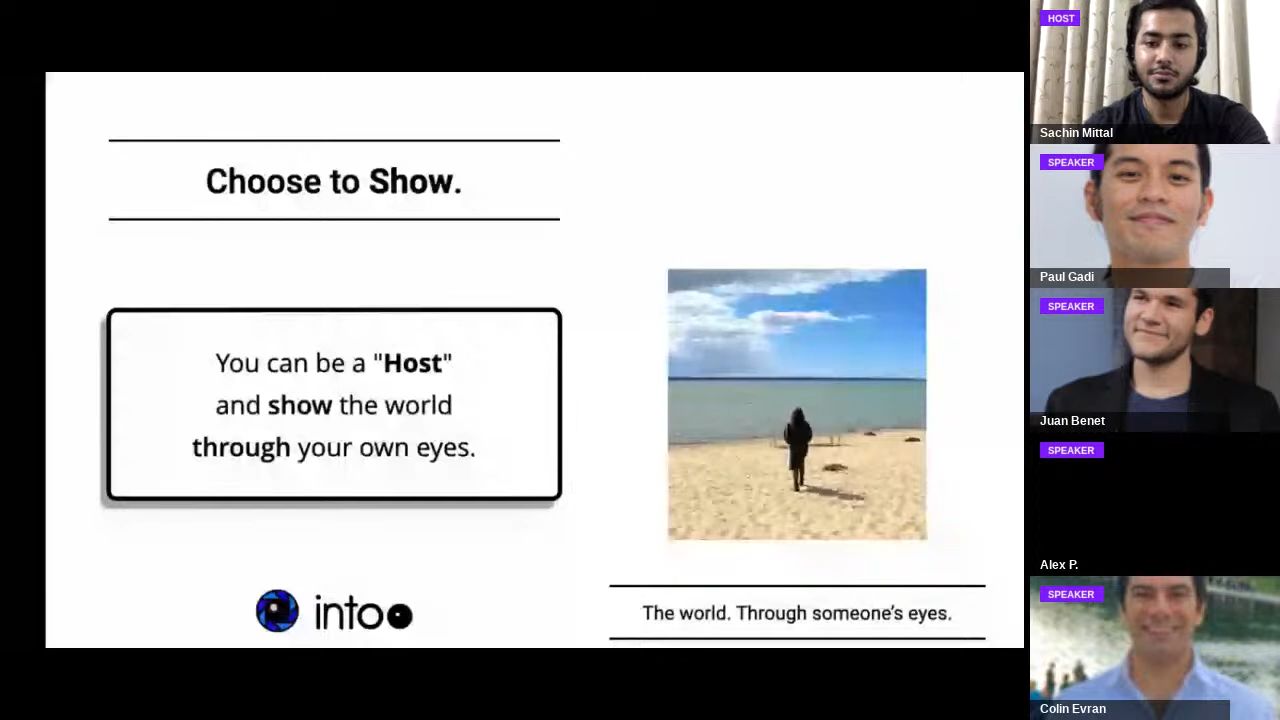 Choose to Show.
You can be a "Host"
and show the world
through your own eyes.
into
The world. Through someone’s eyes.
HOST
Sachin Mittal
SPEAKER
Paul Gadi
SPEAKER
Juan Benet
SPEAKER
Alex P.
SPEAKER
Colin Evran